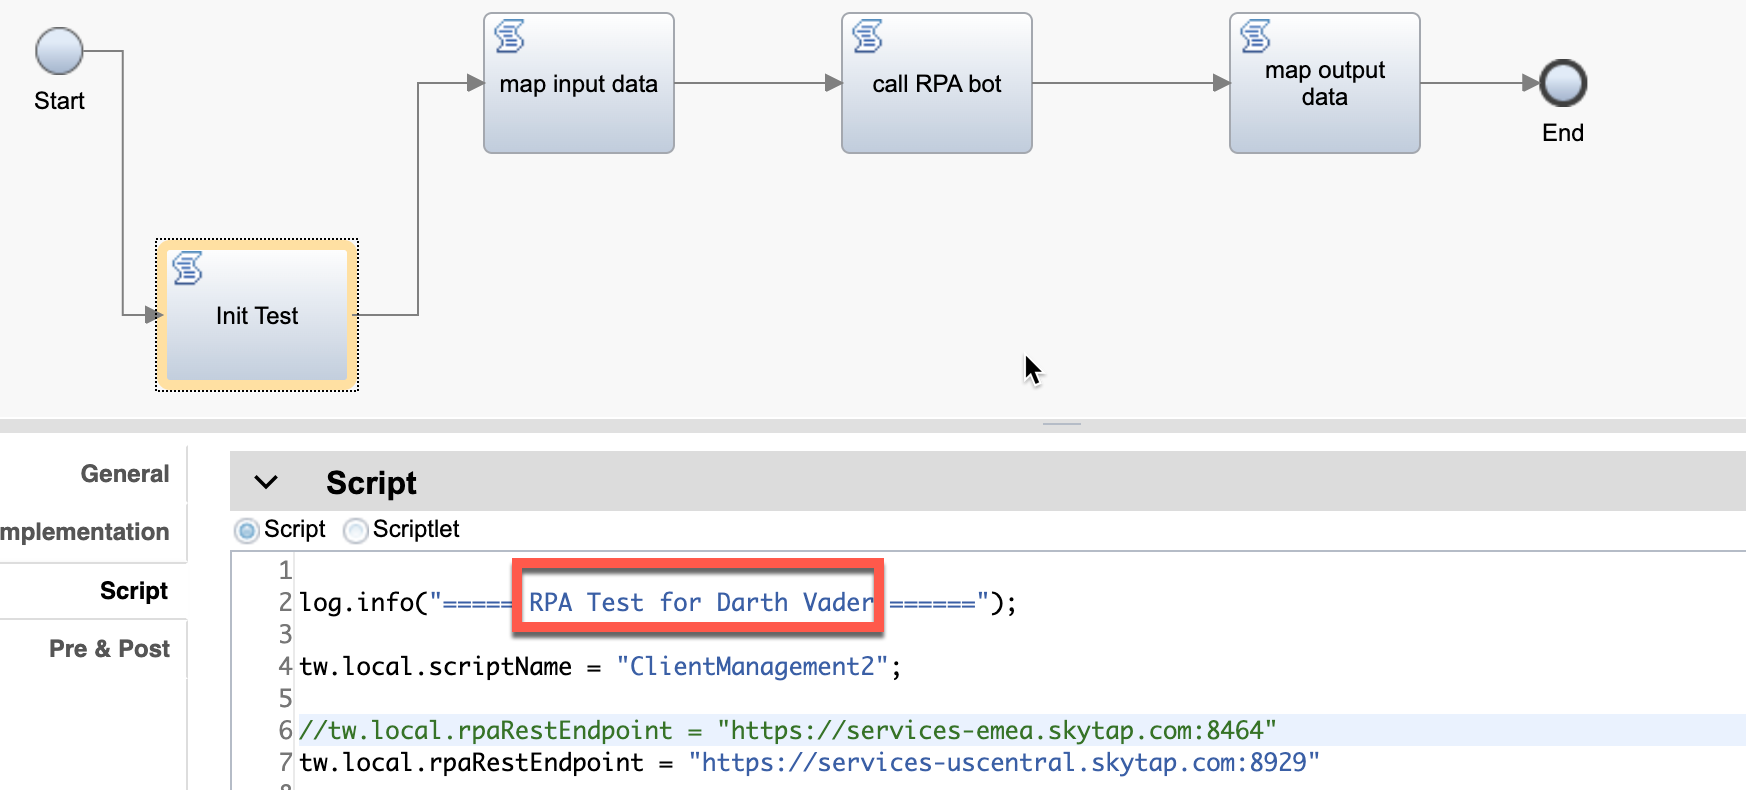 Start
map input data
call RPA bot
map output
data
End
Init Test
General
mplementation
Script
Pre & Post
Script
Script Scriptlet
1
2 log.info("===== RPA Test for Darth Vader ======");
3
4 tw.local.scriptName = "ClientManagement2";
5
6 //tw.local.rpaRestEndpoint = "https://services-emea.skytap.com:8464"
7 tw.local.rpaRestEndpoint = "https://services-uscentral.skytap.com:8929"